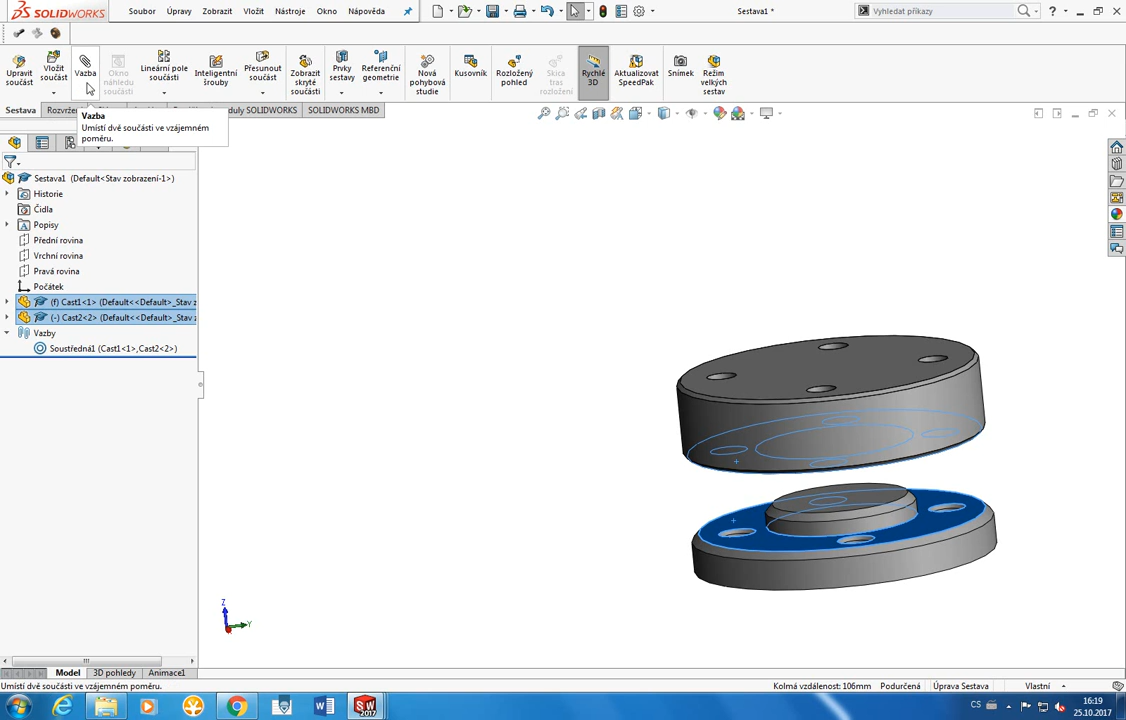 SOLIDWORKS
Soubor Úpravy Zobrazit Vložit Nástroje Okno Nápověda
Sestava1 *
Vyhledat příkazy
Upravit součást
Vložit součást
Vazba
Okno náhledu součásti
Lineární pole součásti
Inteligentní šrouby
Přesunout součást
Zobrazit skryté součásti
Prvky sestavy
Referenční geometrie
Nová pohybová studie
Kusovník
Rozložený pohled
Skica tras rozložení
Rychlé 3D
Aktualizovat SpeedPak
Snímek
Režim velkých sestav
Sestava
SOLIDWORKS MBD
Vazba
Umístí dvě součásti ve vzájemném
poměru.
Sestava1 (Default<Stav zobrazení-1>)
Historie
Čidla
Popisy
Přední rovina
Vrchní rovina
Pravá rovina
Počátek
(f) Cast1<1> (Default<<Default>_Stav z
(-) Cast2<2> (Default<<Default>_Stav z
Vazby
Soustředná1 (Cast1<1>,Cast2<2>)
Z
Y
Model 3D pohledy Animace1
Umístí dvě součásti ve vzájemném poměru.
Kolmá vzdálenost: 106mm Podurčená Úprava Sestava Vlastní
CS
16:19
25.10.2017